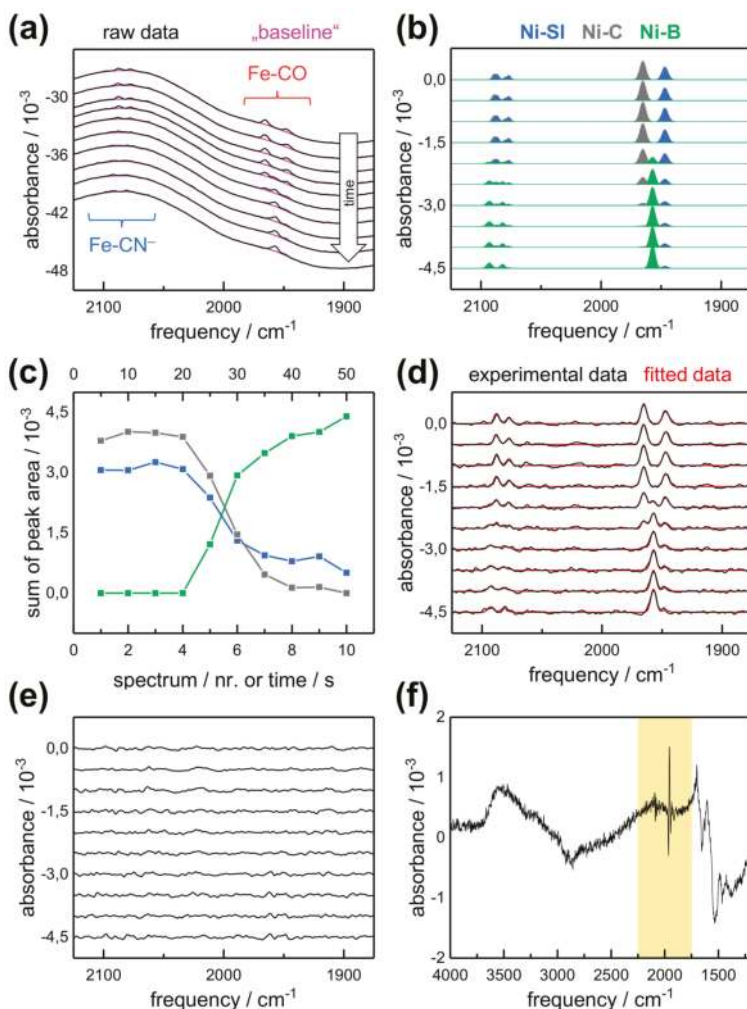 (a) raw data „baseline“
Fe-CO
Fe-CN⁻
time
absorbance / 10⁻³
-30
-36
-42
-48
2100 2000 1900
frequency / cm⁻¹
(b) Ni-SI Ni-C Ni-B
absorbance / 10⁻³
0,0
-1,5
-3,0
-4,5
2100 1950 1800
frequency / cm⁻¹
(c)
0 10 20 30 40 50
sum of peak area / 10⁻³
4,5
3,0
1,5
0,0
0 2 4 6 8 10
spectrum / nr. or time / s
(d) experimental data fitted data
absorbance / 10⁻³
0,0
-1,5
-3,0
-4,5
2100 1950 1800
frequency / cm⁻¹
(e)
absorbance / 10⁻³
0,0
-1,5
-3,0
-4,5
2100 2000 1900
frequency / cm⁻¹
(f)
absorbance / 10⁻³
2
1
0
-1
-2
4000 3500 3000 2500 2000 1500
frequency / cm⁻¹